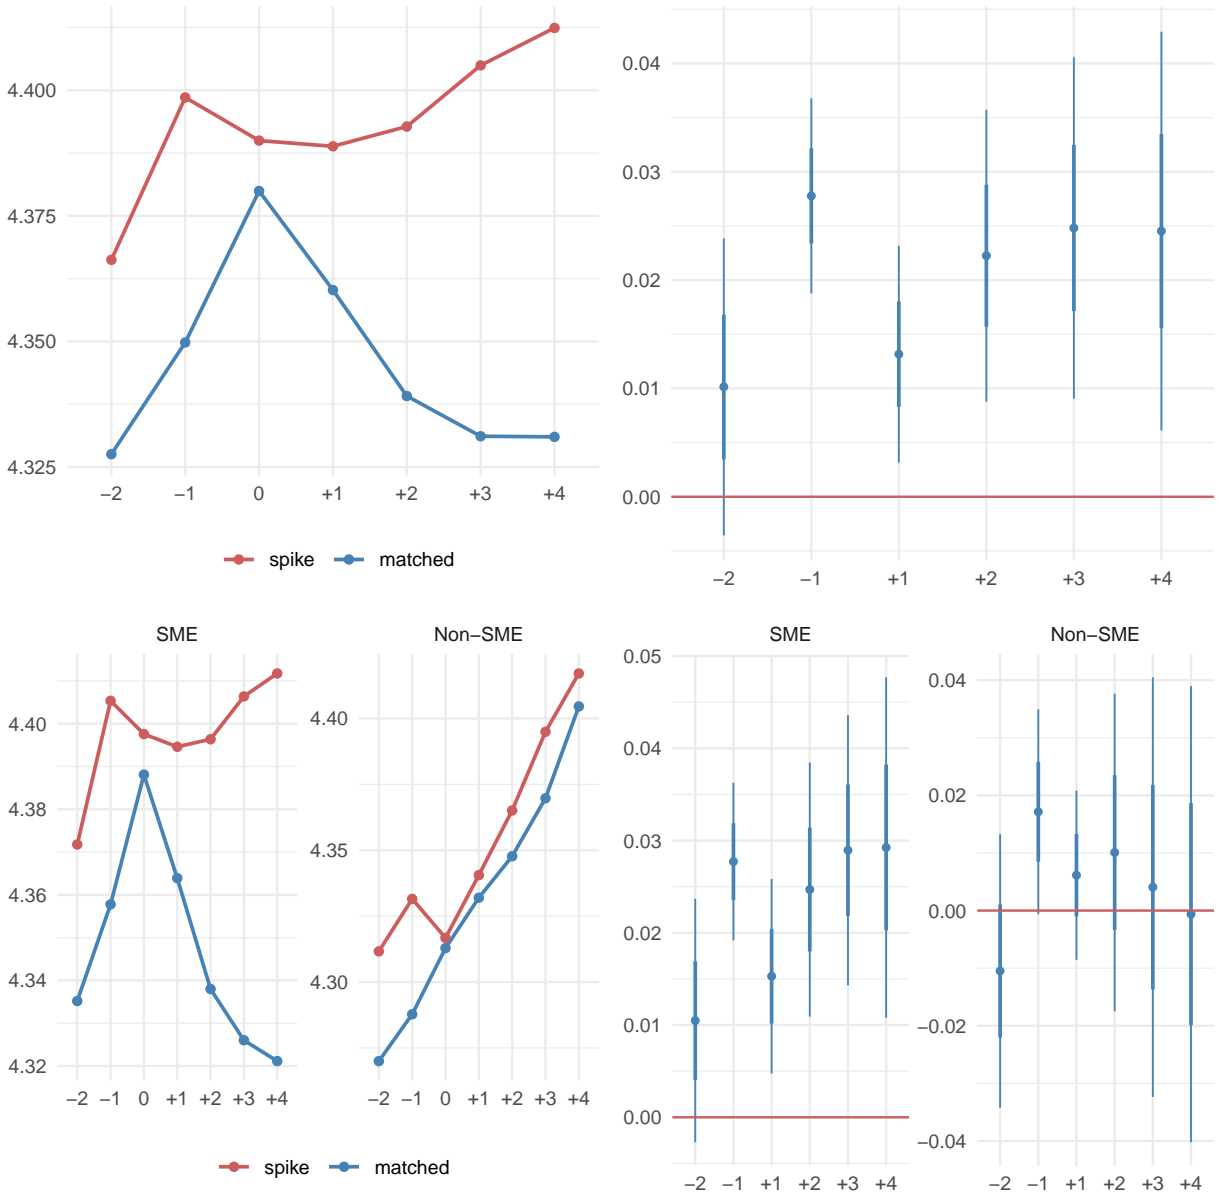 4.400
4.375
4.350
4.325
−2 −1 0 +1 +2 +3 +4
spike matched
0.04
0.03
0.02
0.01
0.00
−2 −1 +1 +2 +3 +4
SME
4.40
4.38
4.36
4.34
4.32
−2 −1 0 +1 +2 +3 +4
Non−SME
4.40
4.35
4.30
−2 −1 0 +1 +2 +3 +4
spike matched
SME
0.05
0.04
0.03
0.02
0.01
0.00
−2 −1 +1 +2 +3 +4
Non−SME
0.04
0.02
0.00
−0.02
−0.04
−2 −1 +1 +2 +3 +4